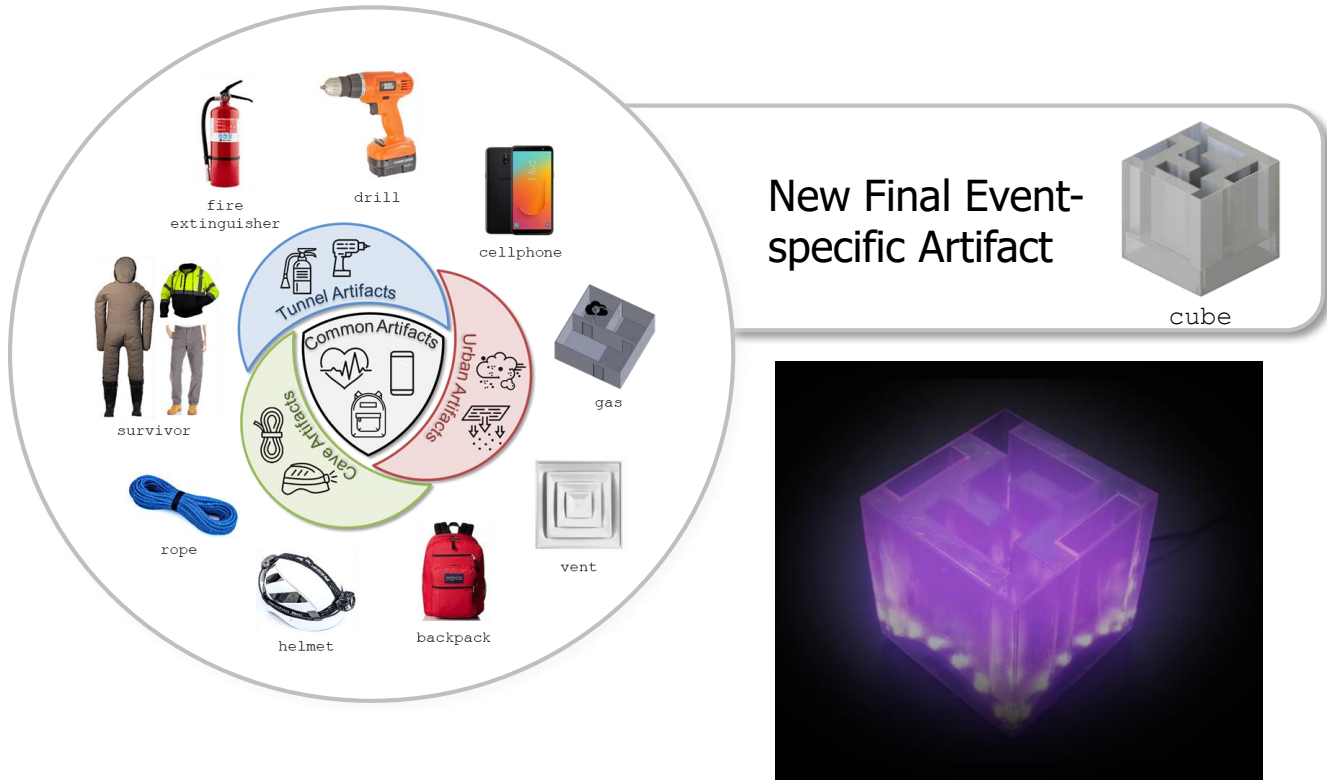 fire
extinguisher
drill
cellphone
survivor
Tunnel Artifacts
Common Artifacts
Urban Artifacts
Cave Artifacts
gas
rope
helmet
backpack
vent
New Final Event-
specific Artifact
cube